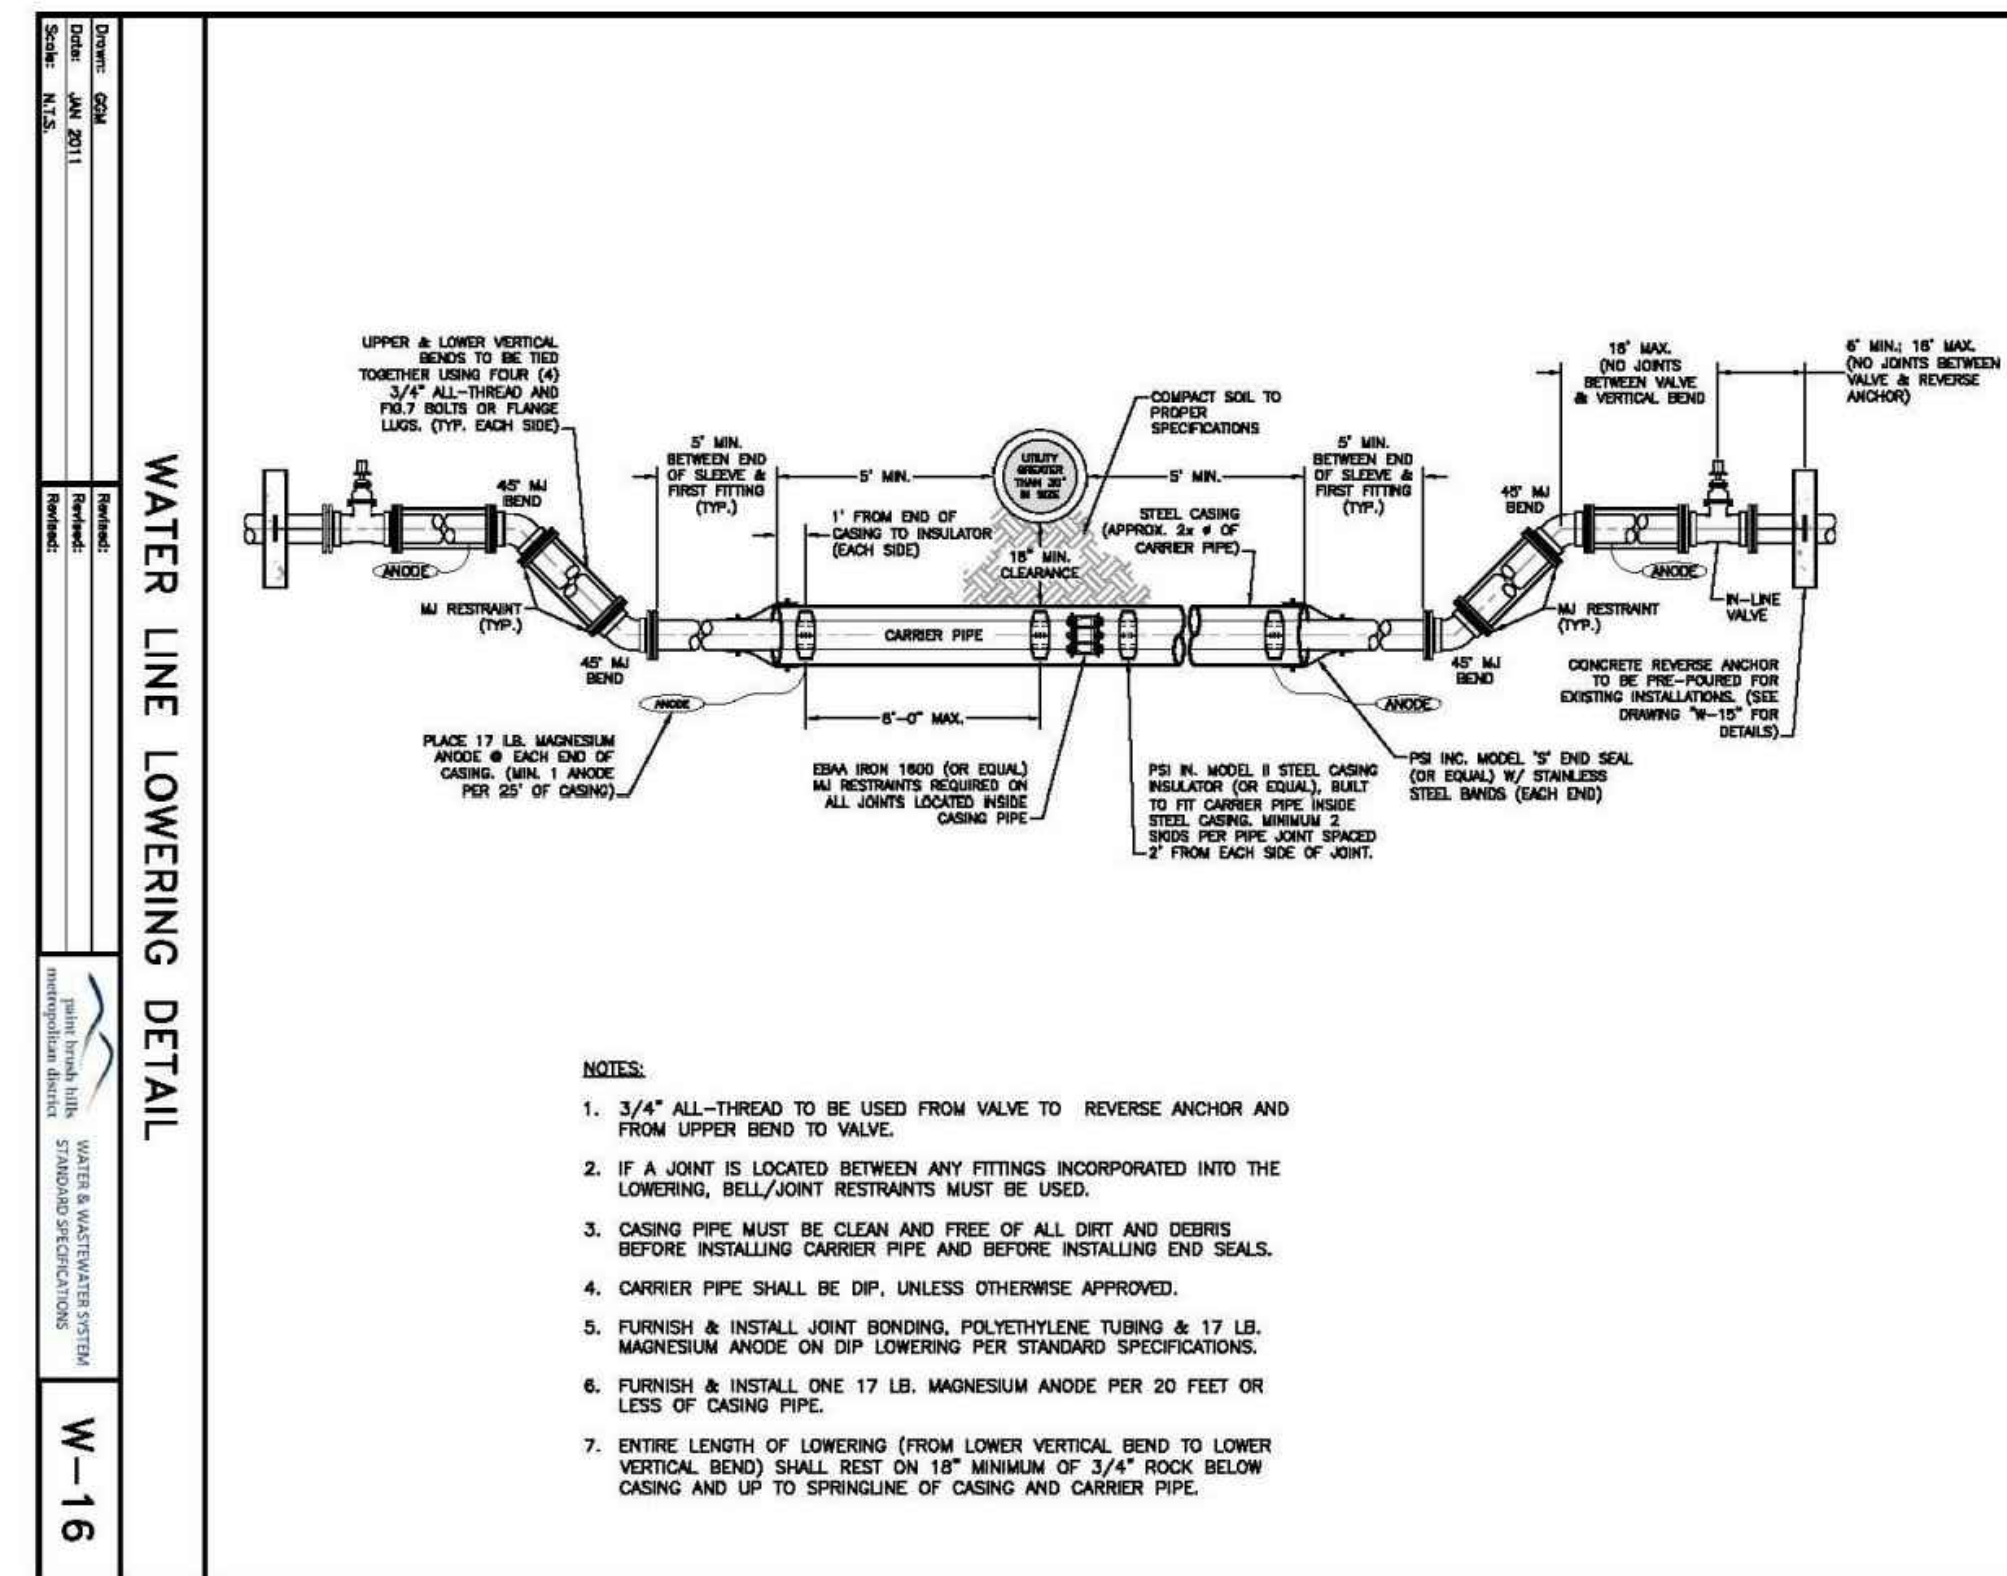 UPPER & LOWER VERTICAL
BENDS TO BE TIED
TOGETHER USING FOUR (4)
3/4" ALL-THREAD AND
FIG.7 BOLTS OR FLANGE
LUGS. (TYP. EACH SIDE)
45° MJ
BEND
ANODE
MJ RESTRAINT
(TYP.)
45° MJ
BEND
5' MIN.
BETWEEN END
OF SLEEVE &
FIRST FITTING
(TYP.)
5' MIN.
1' FROM END OF
CASING TO INSULATOR
(EACH SIDE)
UTILITY
GREATER
THAN 30"
IN SIZE
18" MIN.
CLEARANCE
COMPACT SOIL TO
PROPER
SPECIFICATIONS
5' MIN.
STEEL CASING
(APPROX. 2x ø OF
CARRIER PIPE)
5' MIN.
BETWEEN END
OF SLEEVE &
FIRST FITTING
(TYP.)
CARRIER PIPE
ANODE
PLACE 17 LB. MAGNESIUM
ANODE @ EACH END OF
CASING. (MIN. 1 ANODE
PER 25' OF CASING)
MAX.
EBAA IRON 1600 (OR EQUAL)
MJ RESTRAINTS REQUIRED ON
ALL JOINTS LOCATED INSIDE
CASING PIPE
PSI IN. MODEL II STEEL CASING
INSULATOR (OR EQUAL), BUILT
TO FIT CARRIER PIPE INSIDE
STEEL CASING. MINIMUM 2
SKIDS PER PIPE JOINT SPACED
2' FROM EACH SIDE OF JOINT.
ANODE
PSI INC. MODEL 'S' END SEAL
(OR EQUAL) W/ STAINLESS
STEEL BANDS (EACH END)
45° MJ
BEND
45° MJ
BEND
MJ RESTRAINT
(TYP.)
ANODE
IN-LINE
VALVE
MAX.
(NO JOINTS
BETWEEN VALVE
& VERTICAL BEND
MIN.; MAX.
(NO JOINTS BETWEEN
VALVE & REVERSE
ANCHOR)
CONCRETE REVERSE ANCHOR
TO BE PRE-POURED FOR
EXISTING INSTALLATIONS. (SEE
DRAWING "W-15" FOR
DETAILS)
NOTES:
1. 3/4" ALL-THREAD TO BE USED FROM VALVE TO REVERSE ANCHOR AND
FROM UPPER BEND TO VALVE.
2. IF A JOINT IS LOCATED BETWEEN ANY FITTINGS INCORPORATED INTO THE
LOWERING, BELL/JOINT RESTRAINTS MUST BE USED.
3. CASING PIPE MUST BE CLEAN AND FREE OF ALL DIRT AND DEBRIS
BEFORE INSTALLING CARRIER PIPE AND BEFORE INSTALLING END SEALS.
4. CARRIER PIPE SHALL BE DIP, UNLESS OTHERWISE APPROVED.
5. FURNISH & INSTALL JOINT BONDING, POLYETHYLENE TUBING & 17 LB.
MAGNESIUM ANODE ON DIP LOWERING PER STANDARD SPECIFICATIONS.
6. FURNISH & INSTALL ONE 17 LB. MAGNESIUM ANODE PER 20 FEET OR
LESS OF CASING PIPE.
7. ENTIRE LENGTH OF LOWERING (FROM LOWER VERTICAL BEND TO LOWER
VERTICAL BEND) SHALL REST ON 18" MINIMUM OF 3/4" ROCK BELOW
CASING AND UP TO SPRINGLINE OF CASING AND CARRIER PIPE.
WATER LINE LOWERING DETAIL
Drawn: GGM
Date: JAN 2011
Scale: N.T.S.
Revised:
Revised:
Revised:
paint brush hills
metropolitan district
WATER & WASTEWATER SYSTEM
STANDARD SPECIFICATIONS
W-16